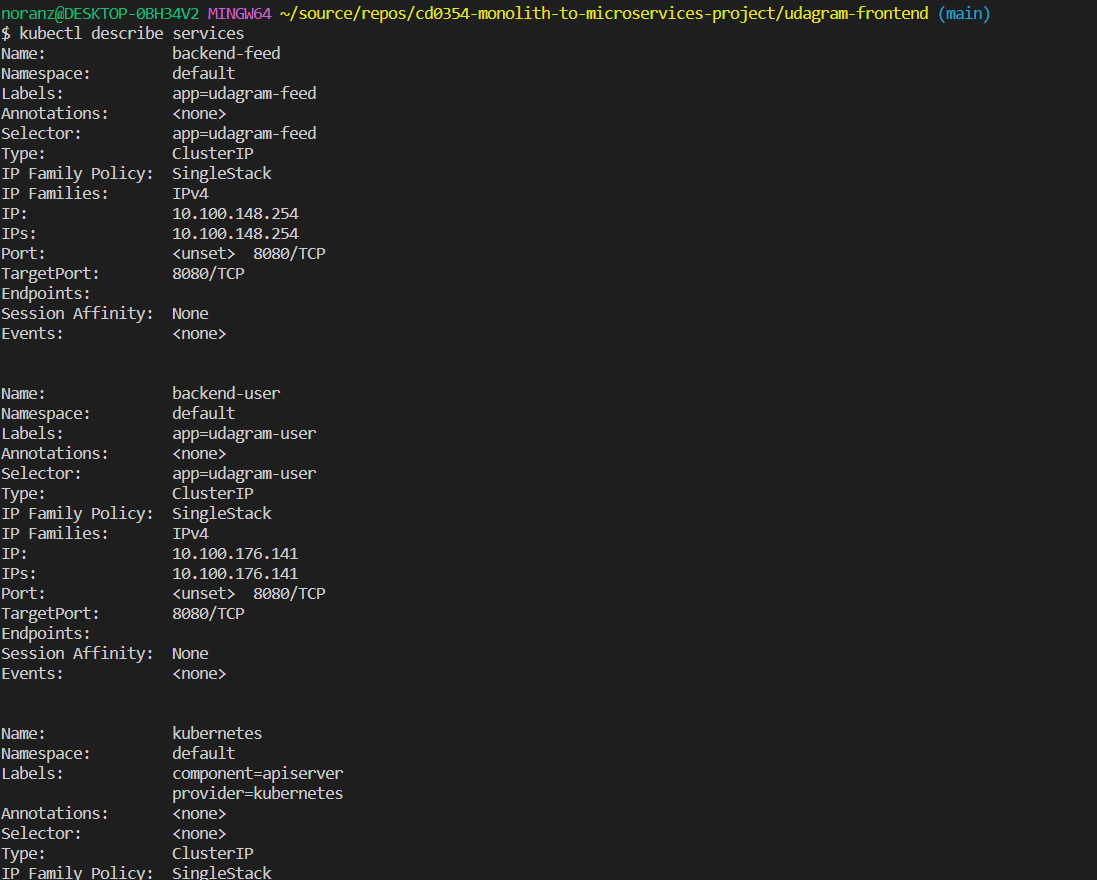 noranz@DESKTOP-0BH34V2 MINGW64 ~/source/repos/cd0354-monolith-to-microservices-project/udagram-frontend (main)
$ kubectl describe services
Name:              backend-feed
Namespace:         default
Labels:            app=udagram-feed
Annotations:       <none>
Selector:          app=udagram-feed
Type:              ClusterIP
IP Family Policy:  SingleStack
IP Families:       IPv4
IP:                10.100.148.254
IPs:               10.100.148.254
Port:              <unset>  8080/TCP
TargetPort:        8080/TCP
Endpoints:
Session Affinity:  None
Events:            <none>
Name:              backend-user
Namespace:         default
Labels:            app=udagram-user
Annotations:       <none>
Selector:          app=udagram-user
Type:              ClusterIP
IP Family Policy:  SingleStack
IP Families:       IPv4
IP:                10.100.176.141
IPs:               10.100.176.141
Port:              <unset>  8080/TCP
TargetPort:        8080/TCP
Endpoints:
Session Affinity:  None
Events:            <none>
Name:              kubernetes
Namespace:         default
Labels:            component=apiserver
                   provider=kubernetes
Annotations:       <none>
Selector:          <none>
Type:              ClusterIP
IP Family Policy:  SingleStack